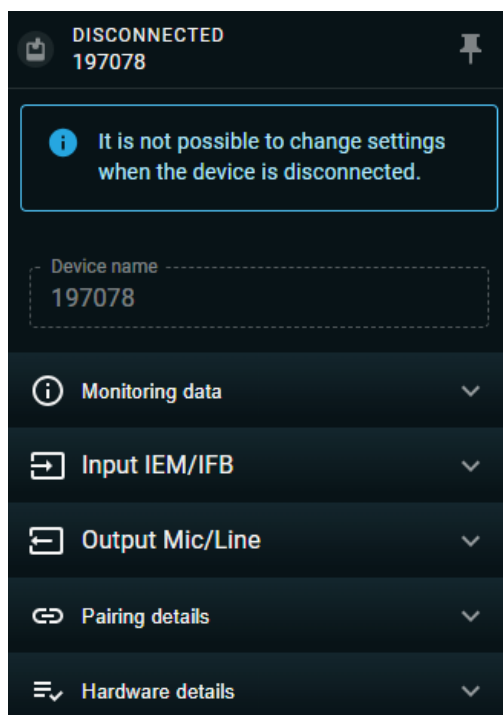 DISCONNECTED
197078
It is not possible to change settings
when the device is disconnected.
Device name
197078
Monitoring data
Input IEM/IFB
Output Mic/Line
Pairing details
Hardware details